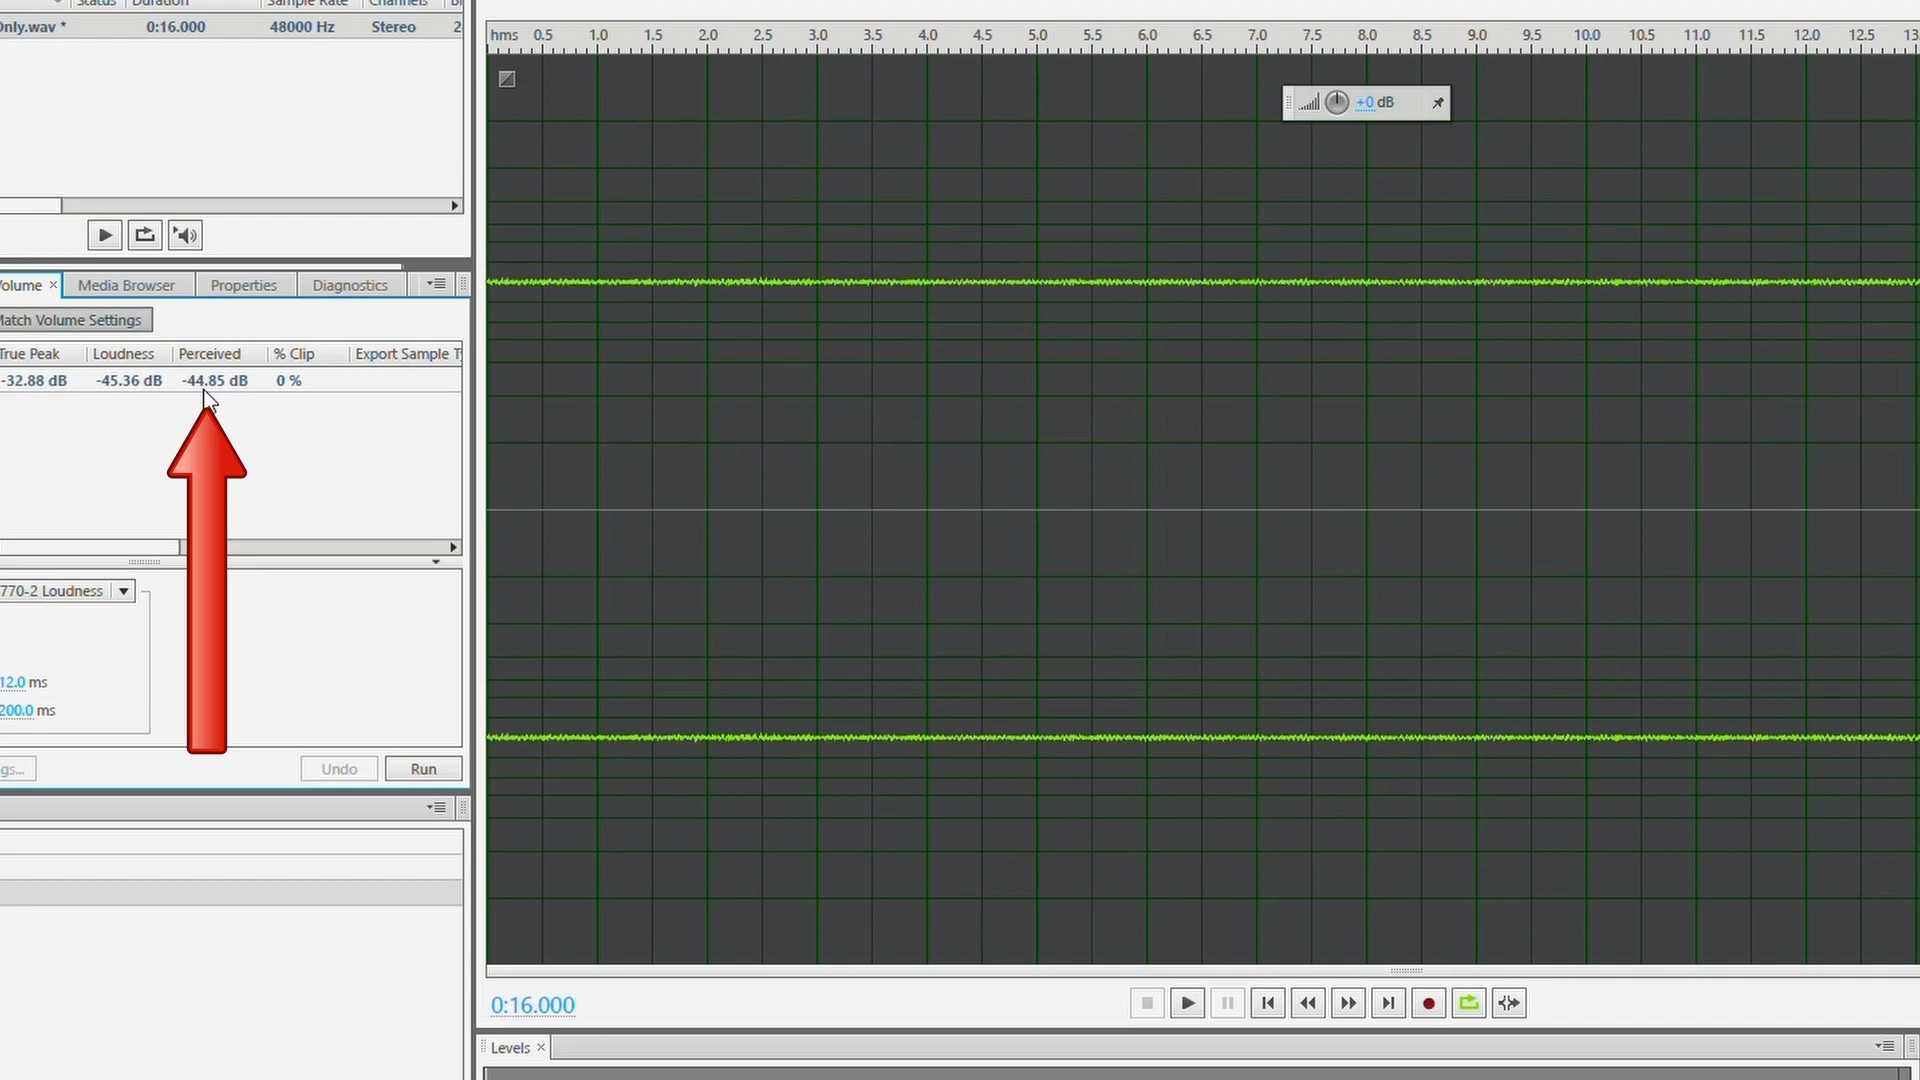 Status Duration Sample Rate Channels
Only.wav * 0:16.000 48000 Hz Stereo 2
Volume × Media Browser Properties Diagnostics
Match Volume Settings
True Peak Loudness Perceived % Clip Export Sample T
-32.88 dB -45.36 dB -44.85 dB 0 %
770-2 Loudness
12.0 ms
200.0 ms
gs... Undo Run
hms 0.5 1.0 1.5 2.0 2.5 3.0 3.5 4.0 4.5 5.0 5.5 6.0 6.5 7.0 7.5 8.0 8.5 9.0 9.5 10.0 10.5 11.0 11.5 12.0 12.5 13.
+0 dB
0:16.000
Levels ×